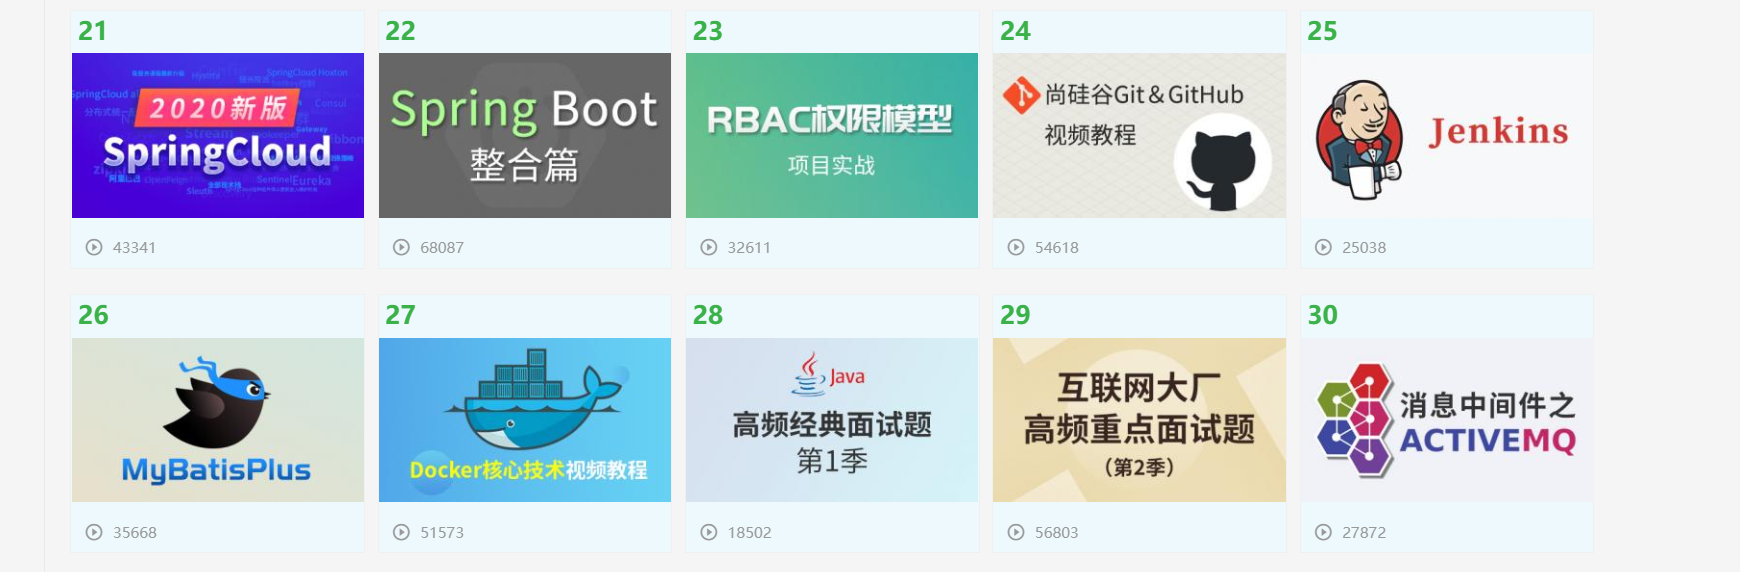 21
22
23
24
25
2020新版
SpringCloud
Spring Boot
整合篇
RBAC权限模型
项目实战
尚硅谷Git&GitHub
视频教程
Jenkins
43341
68087
32611
54618
25038
26
27
28
29
30
MyBatisPlus
Docker核心技术视频教程
Java
高频经典面试题
第1季
互联网大厂
高频重点面试题
(第2季)
消息中间件之
ACTIVEMQ
35668
51573
18502
56803
27872